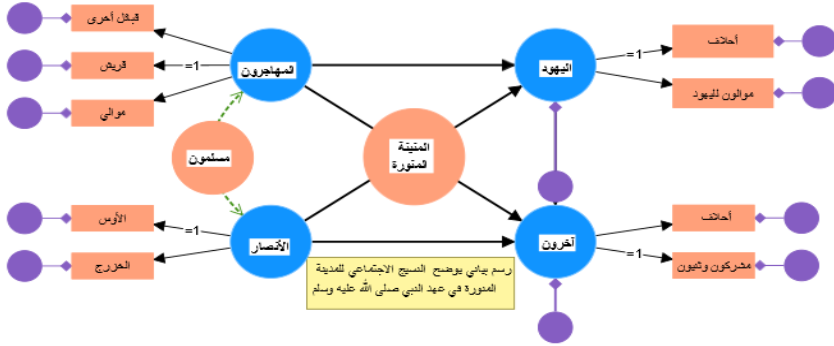 قبائل أخرى
قريش
موالي
=1
المهاجرون
اليهود
=1
أحلاف
موالون لليهود
مسلمون
المدينة
المنورة
الأوس
الخزرج
=1
الأنصار
آخرون
=1
أحلاف
مشركون وثنيون
رسم بياني يوضح النسيج الاجتماعي للمدينة
المنورة في عهد النبي صلى الله عليه وسلم